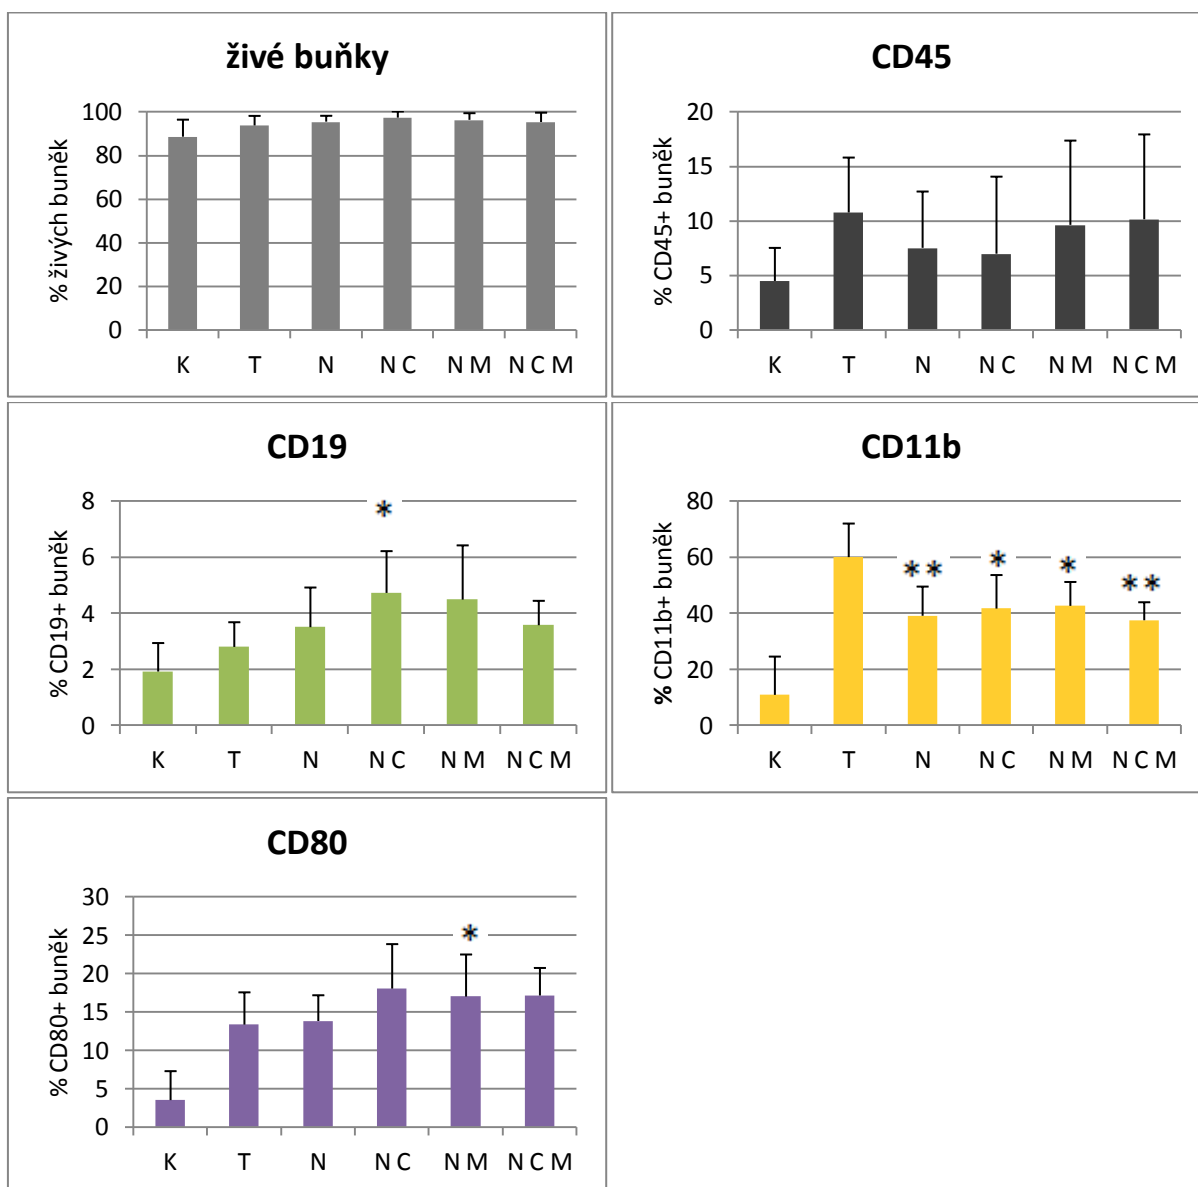 živé buňky
% živých buněk
100
80
60
40
20
0
K T N N C N M N C M
CD45
% CD45+ buněk
20
15
10
5
0
K T N N C N M N C M
CD19
% CD19+ buněk
8
6
4
2
0
*
K T N N C N M N C M
CD11b
% CD11b+ buněk
80
60
40
20
0
** * * **
K T N N C N M N C M
CD80
% CD80+ buněk
30
25
20
15
10
5
0
*
K T N N C N M N C M